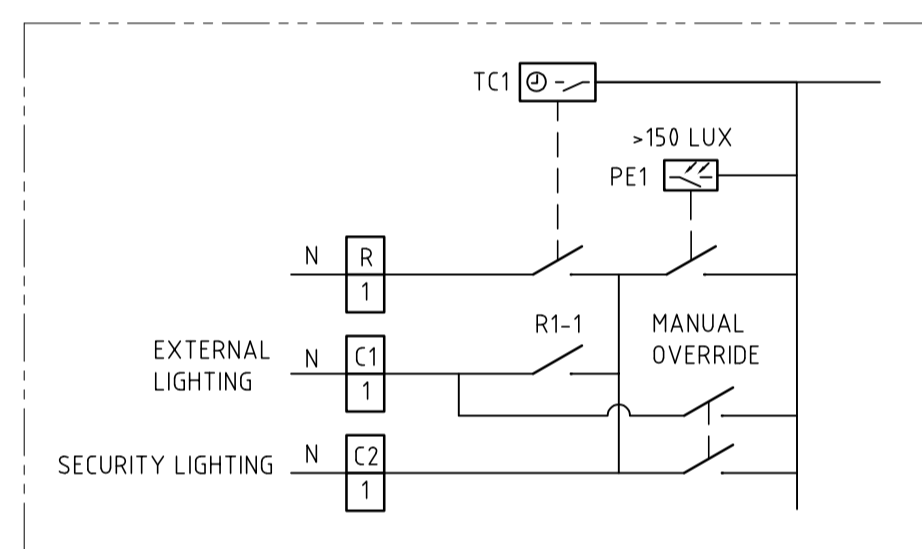 TC1
>150 LUX
PE1
N
R
1
R1-1
MANUAL
OVERRIDE
EXTERNAL
LIGHTING
N
C1
1
SECURITY LIGHTING
N
C2
1